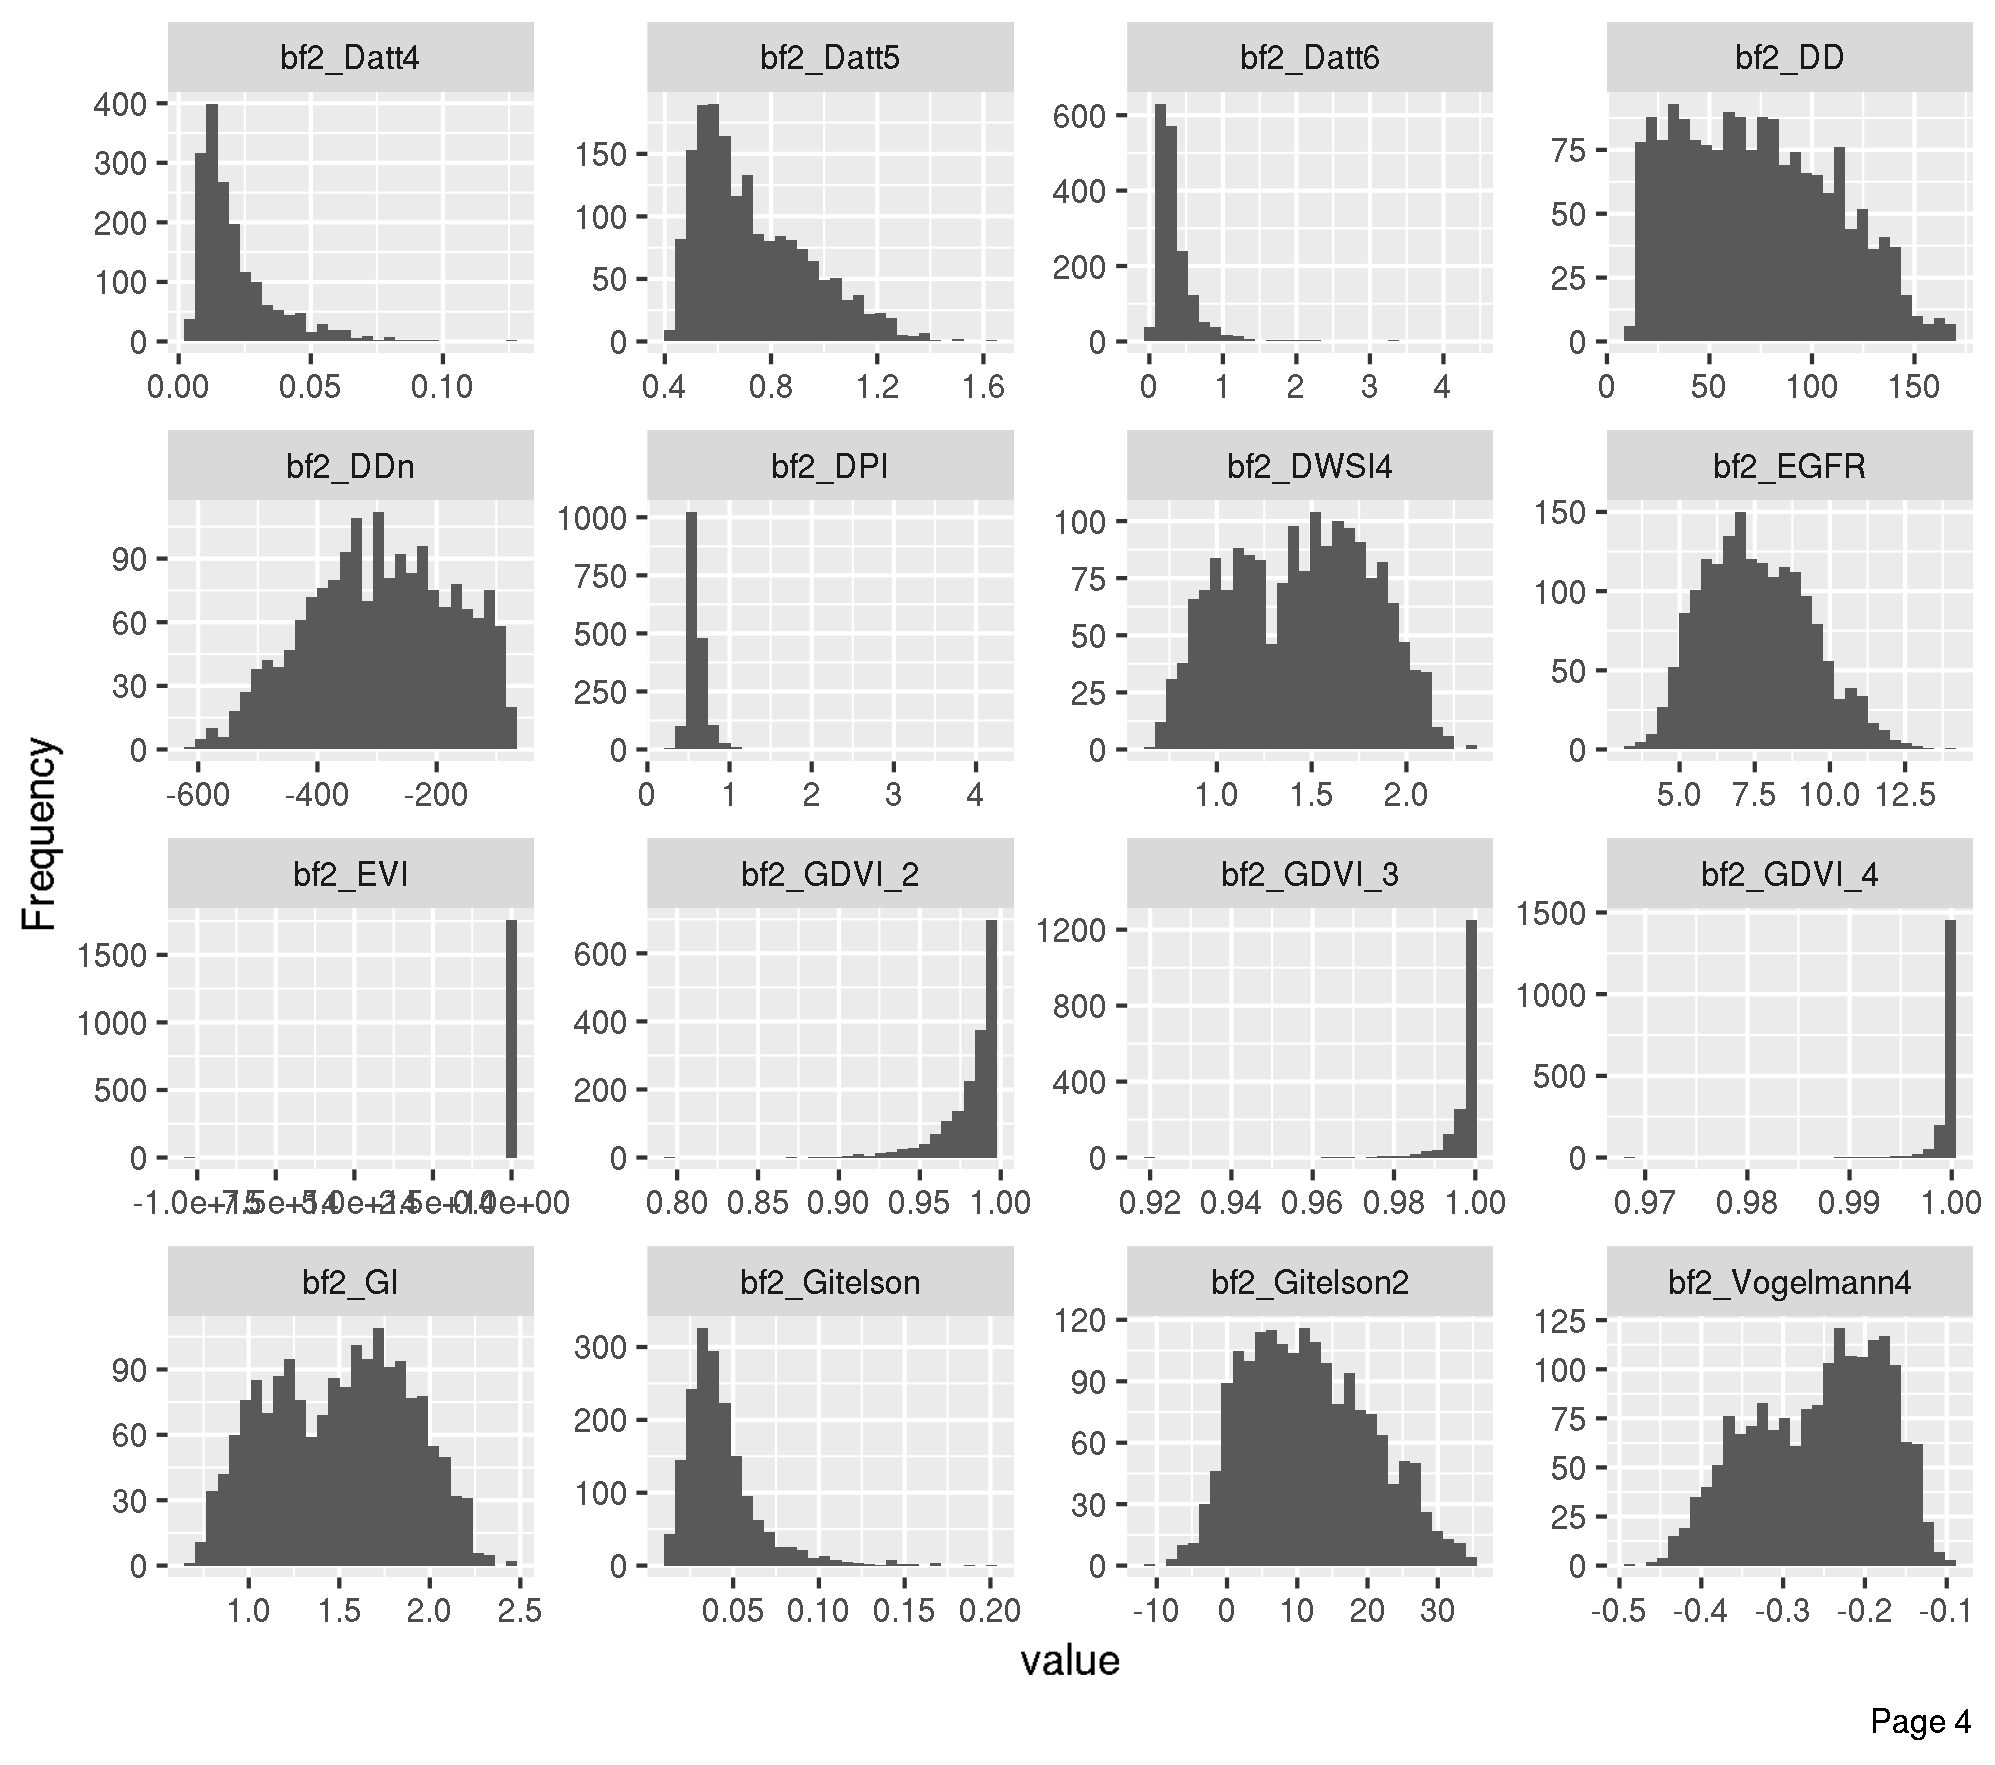 bf2_Datt4 bf2_Datt5 bf2_Datt6 bf2_DD
400 300 200 100 0
150 100 50 0
600 400 200 0
75 50 25 0
0.00 0.05 0.10 0.4 0.8 1.2 1.6 0 1 2 3 4 0 50 100 150
bf2_DDn bf2_DPI bf2_DWSI4 bf2_EGFR
90 60 30 0
1000 750 500 250 0
100 75 50 25 0
150 100 50 0
-600 -400 -200 0 1 2 3 4 1.0 1.5 2.0 5.0 7.5 10.0 12.5
Frequency
bf2_EVI bf2_GDVI_2 bf2_GDVI_3 bf2_GDVI_4
1500 1000 500 0
600 400 200 0
1200 800 400 0
1500 1000 500 0
0.80 0.85 0.90 0.95 1.00 0.92 0.94 0.96 0.98 1.00 0.97 0.98 0.99 1.00
bf2_GI bf2_Gitelson bf2_Gitelson2 bf2_Vogelmann4
90 60 30 0
300 200 100 0
120 90 60 30 0
125 100 75 50 25 0
1.0 1.5 2.0 2.5 0.05 0.10 0.15 0.20 -10 0 10 20 30 -0.5 -0.4 -0.3 -0.2 -0.1
value
Page 4